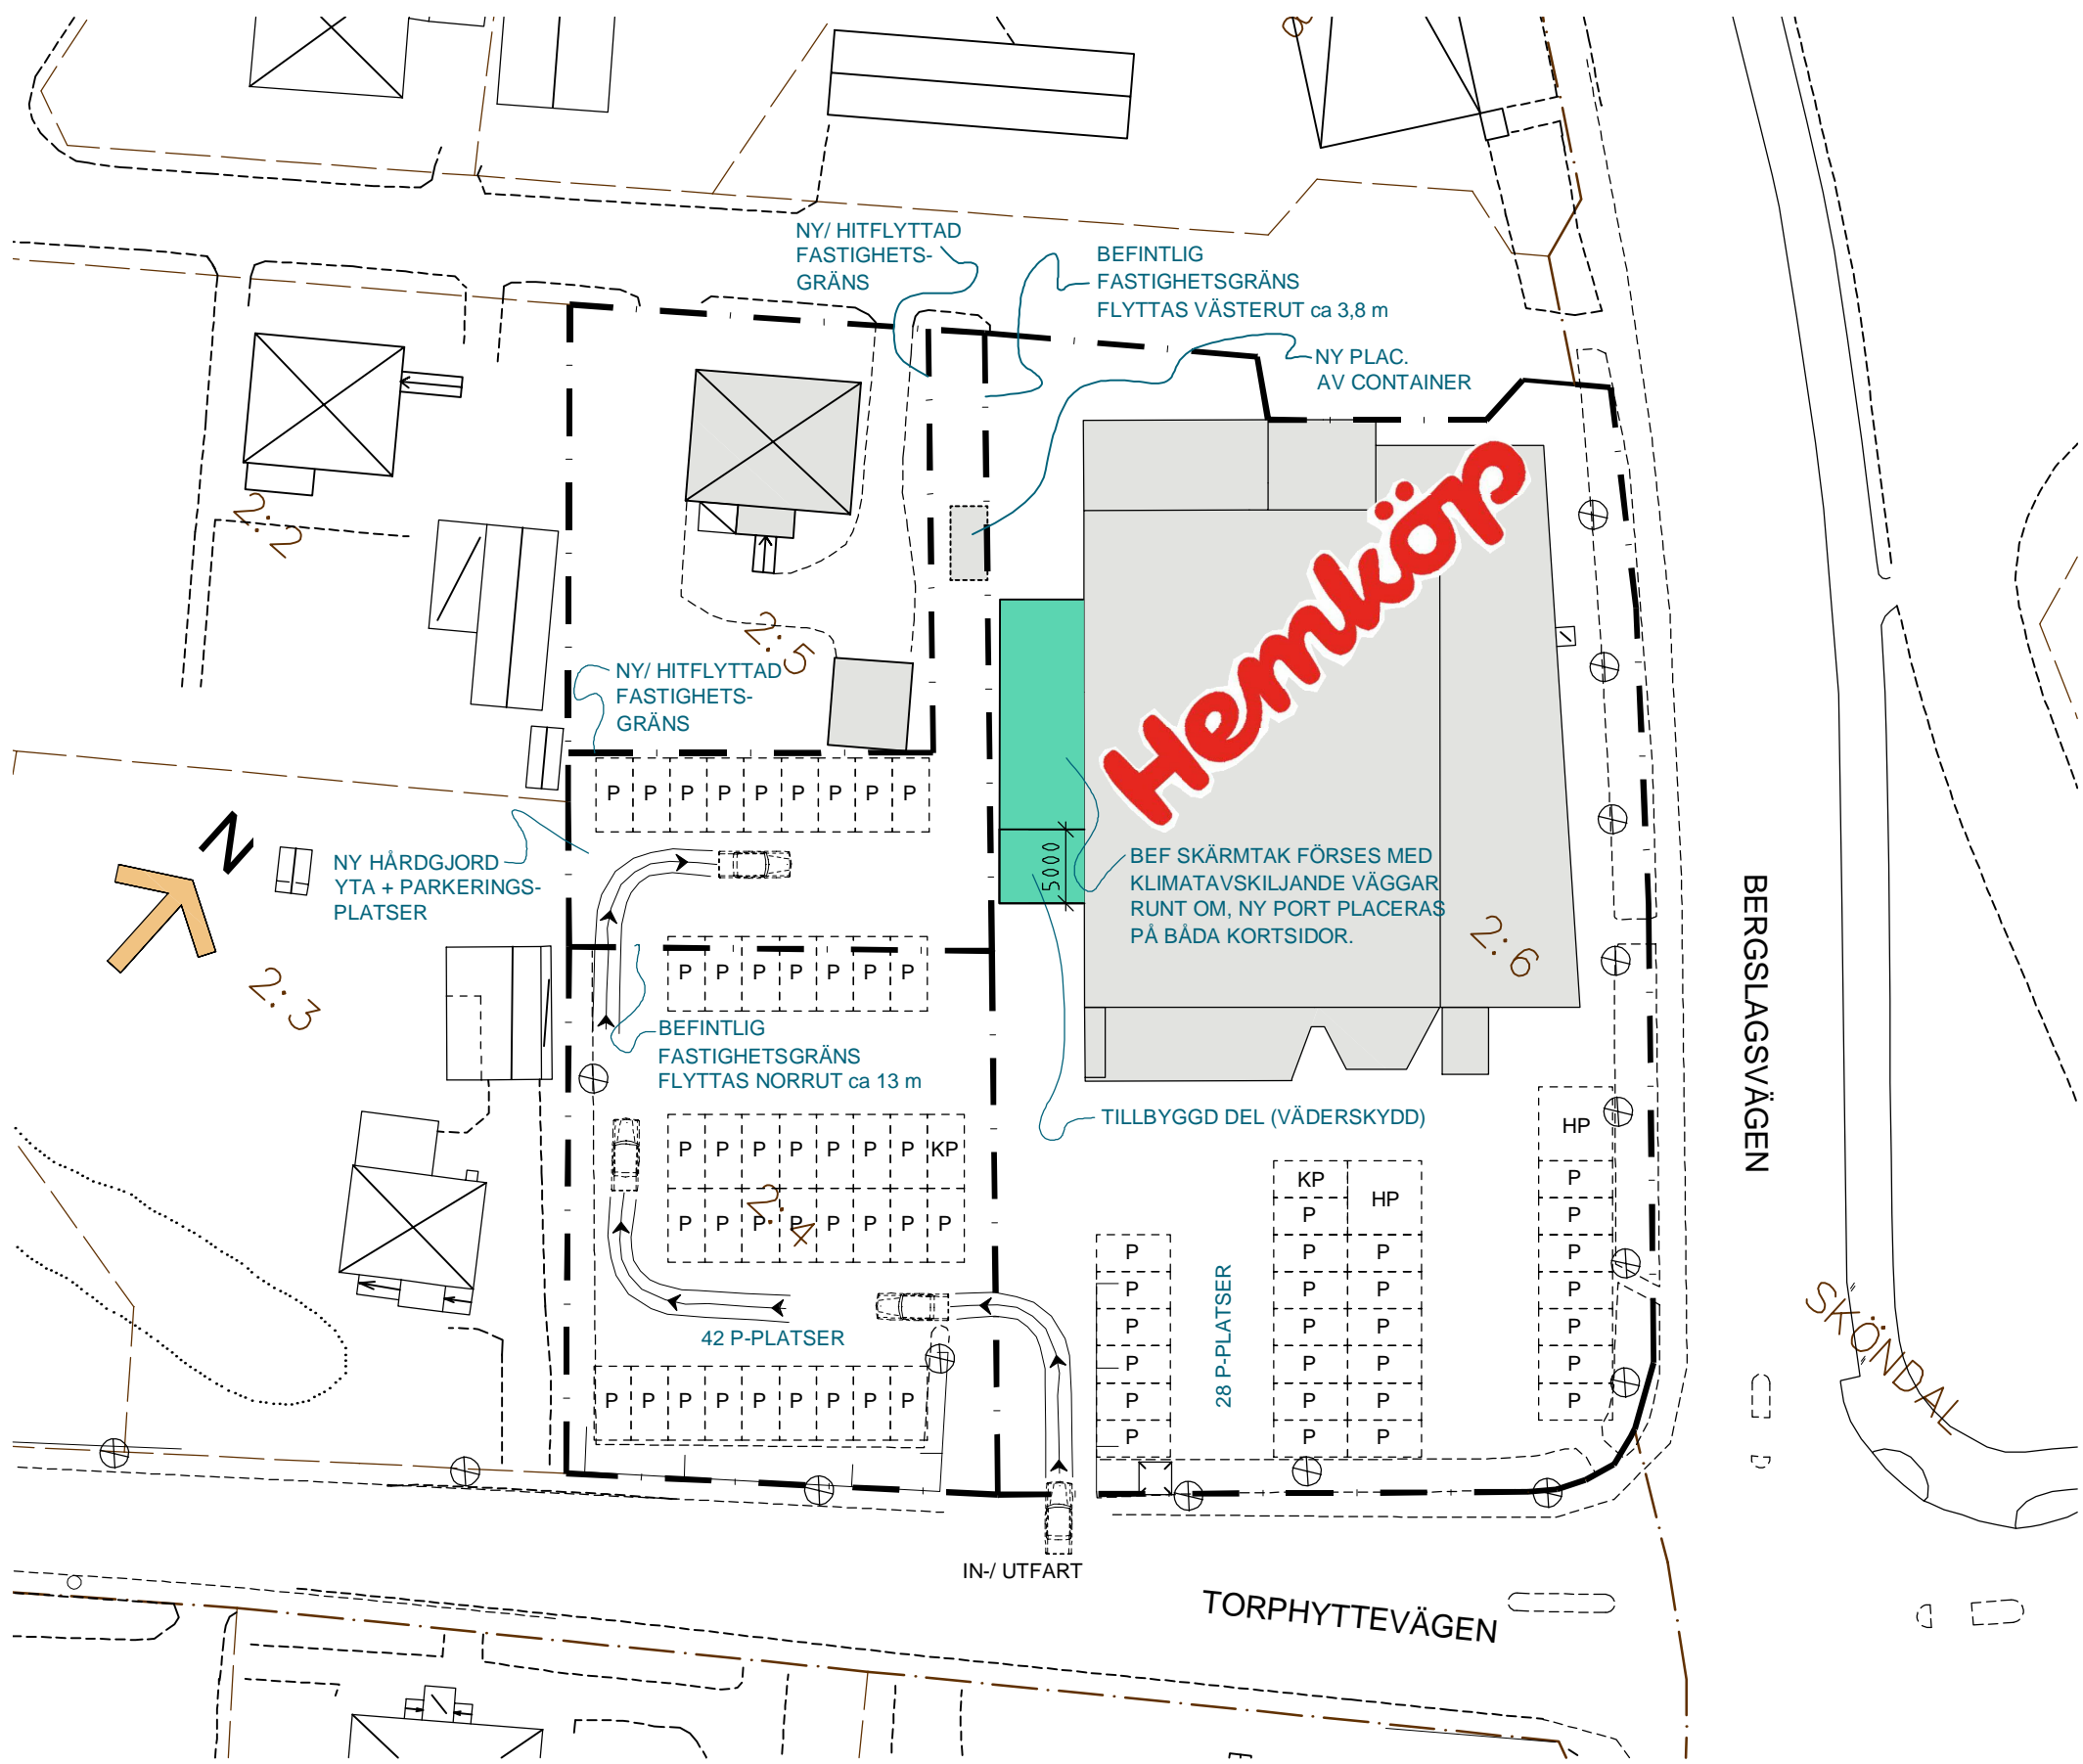 NY/ HITFLYTTAD
FASTIGHETS-
GRÄNS
BEFINTLIG
FASTIGHETSGRÄNS
FLYTTAS VÄSTERUT ca 3,8 m
NY PLAC.
AV CONTAINER
Hemköp
2:2
2:5
NY/ HITFLYTTAD
FASTIGHETS-
GRÄNS
P P P P P P P P P
N
NY HÅRDGJORD
YTA + PARKERINGS-
PLATSER
5000
BEF SKÄRMTAK FÖRSES MED
KLIMATAVSKILJANDE VÄGGAR
RUNT OM, NY PORT PLACERAS
PÅ BÅDA KORTSIDOR.
2:6
BERGSLAGSVÄGEN
2:3
P P P P P P P
BEFINTLIG
FASTIGHETSGRÄNS
FLYTTAS NORRUT ca 13 m
TILLBYGGD DEL (VÄDERSKYDD)
P P P P P P P KP
P P P P P P P P
2:4
42 P-PLATSER
P P P P P P P P P
P
P
P
P
P
P
28 P-PLATSER
KP
P
P
P
P
P
P
P
HP
P
P
P
P
P
P
HP
P
P
P
P
P
P
P
SKÖNDAL
IN-/ UTFART
TORPHYTTEVÄGEN